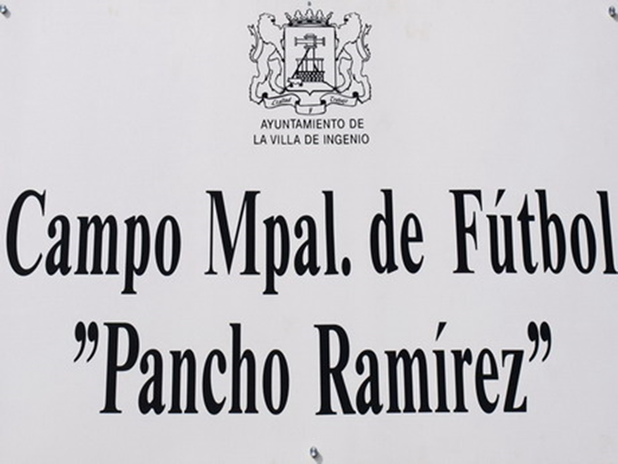 AYUNTAMIENTO DE
LA VILLA DE INGENIO
Campo Mpal. de Fútbol
"Pancho Ramírez"